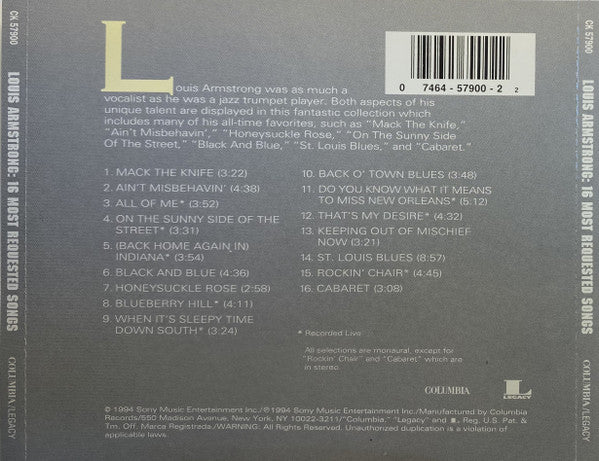 CK 57900
LOUIS ARMSTRONG: 16 MOST REQUESTED SONGS
COLUMBIA/LEGACY
Louis Armstrong was as much a
vocalist as he was a jazz trumpet player. Both aspects of his
unique talent are displayed in this fantastic collection which
includes many of his all-time favorites, such as "Mack The Knife,"
"Ain't Misbehavin'," "Honeysuckle Rose," "On The Sunny Side
Of The Street," "Black And Blue," "St. Louis Blues," and "Cabaret."
0 7464-57900-2 2
1. MACK THE KNIFE (3:22)
2. AIN'T MISBEHAVIN' (4:38)
3. ALL OF ME* (3:52)
4. ON THE SUNNY SIDE OF THE
STREET* (3:31)
5. (BACK HOME AGAIN IN)
INDIANA* (3:54)
6. BLACK AND BLUE (4:36)
7. HONEYSUCKLE ROSE (2:58)
8. BLUEBERRY HILL* (4:11)
9. WHEN IT'S SLEEPY TIME
DOWN SOUTH* (3:24)
10. BACK O' TOWN BLUES (3:48)
11. DO YOU KNOW WHAT IT MEANS
TO MISS NEW ORLEANS* (5:12)
12. THAT'S MY DESIRE* (4:32)
13. KEEPING OUT OF MISCHIEF
NOW (3:21)
14. ST. LOUIS BLUES (8:57)
15. ROCKIN' CHAIR* (4:45)
16. CABARET (3:08)
* Recorded Live
All selections are monaural, except for
"Rockin' Chair" and "Cabaret" which are
in stereo.
COLUMBIA
L
LEGACY
© 1994 Sony Music Entertainment Inc./℗ 1994 Sony Music Entertainment Inc./Manufactured by Columbia
Records/550 Madison Avenue, New York, NY 10022-3211/"Columbia," "Legacy" and L, Reg. U.S. Pat. &
Tm. Off. Marca Registrada./WARNING: All Rights Reserved. Unauthorized duplication is a violation of
applicable laws.
CK 57900
LOUIS ARMSTRONG: 16 MOST REQUESTED SONGS
COLUMBIA/LEGACY